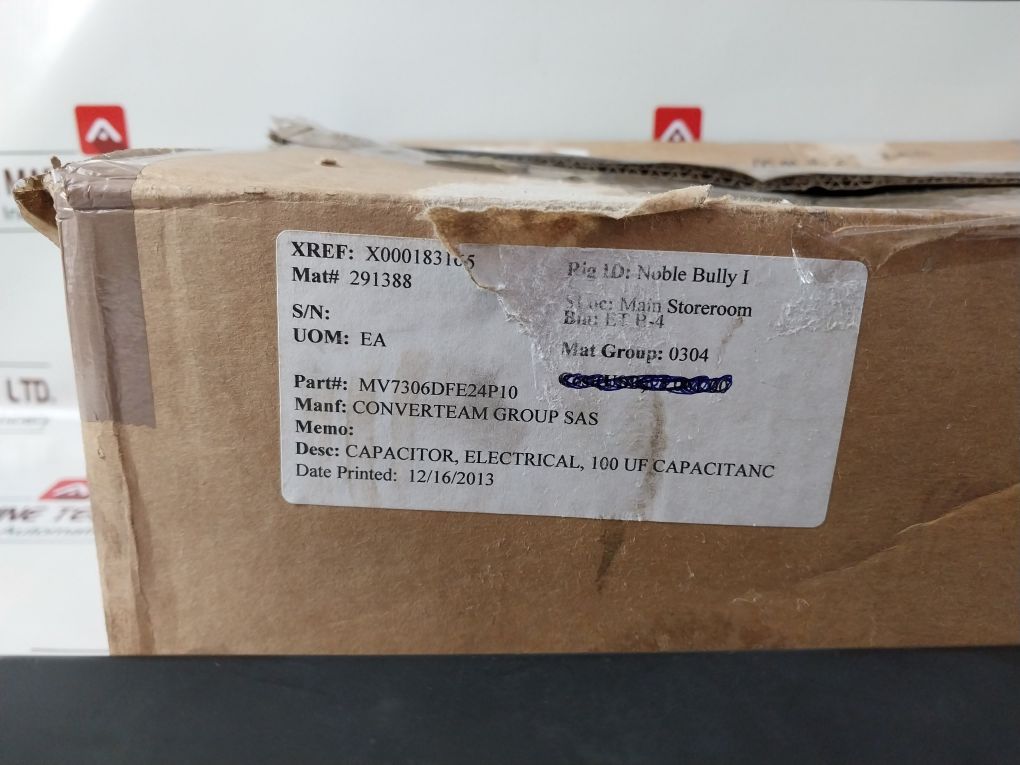 XREF: X000183165
Mat# 291388
S/N:
UOM: EA
Part#: MV7306DFE24P10
Manf: CONVERTEAM GROUP SAS
Memo:
Desc: CAPACITOR, ELECTRICAL, 100 UF CAPACITANC
Date Printed: 12/16/2013
Rig ID: Noble Bully I
SLoc: Main Storeroom
Bin: ET B-4
Mat Group: 0304
LTD.